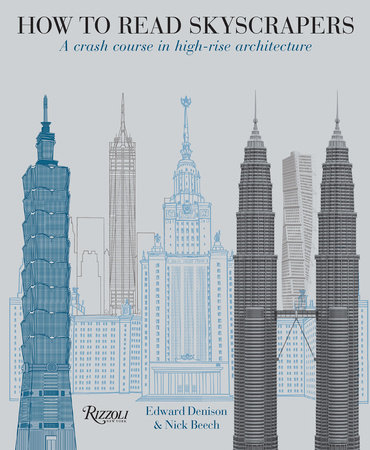 HOW TO READ SKYSCRAPERS
A crash course in high-rise architecture
Edward Denison
& Nick Beech
RIZZOLI
NEW YORK